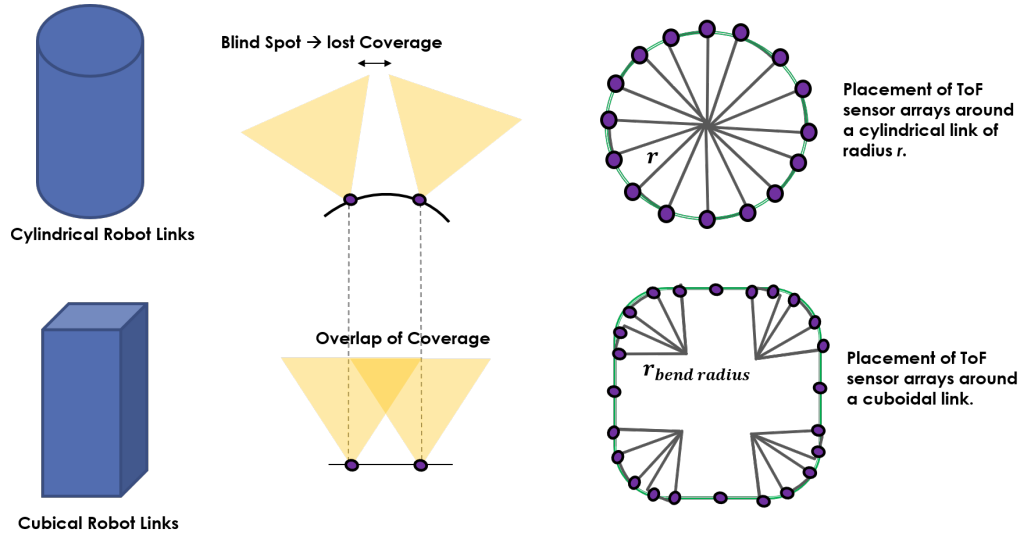 Blind Spot → lost Coverage
Cylindrical Robot Links
r
Placement of ToF
sensor arrays around
a cylindrical link of
radius r.
Overlap of Coverage
Cubical Robot Links
r bend radius
Placement of ToF
sensor arrays around
a cuboidal link.